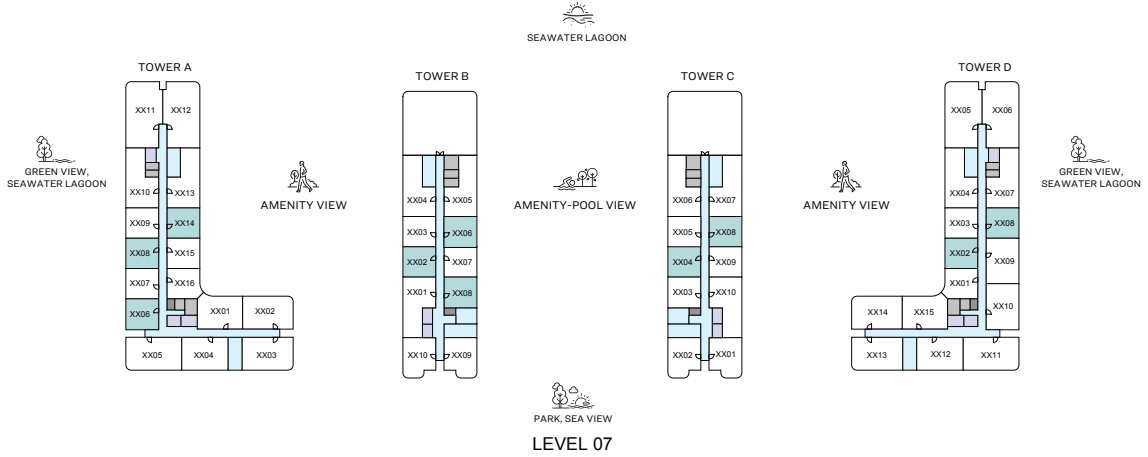 SEAWATER LAGOON
TOWER A
TOWER B
TOWER C
TOWER D
XX11 XX12
XX05 XX06
GREEN VIEW,
SEAWATER LAGOON
GREEN VIEW,
SEAWATER LAGOON
AMENITY VIEW
AMENITY-POOL VIEW
AMENITY VIEW
XX10 XX13
XX09 XX14
XX08 XX15
XX07 XX16
XX06 XX01 XX02
XX05 XX04 XX03
XX04 XX05
XX03 XX06
XX02 XX07
XX01 XX08
XX10 XX09
XX06 XX07
XX05 XX08
XX04 XX09
XX03 XX10
XX02 XX01
XX04 XX07
XX03 XX08
XX02 XX09
XX01 XX10
XX14 XX15
XX13 XX12 XX11
PARK, SEA VIEW
LEVEL 07